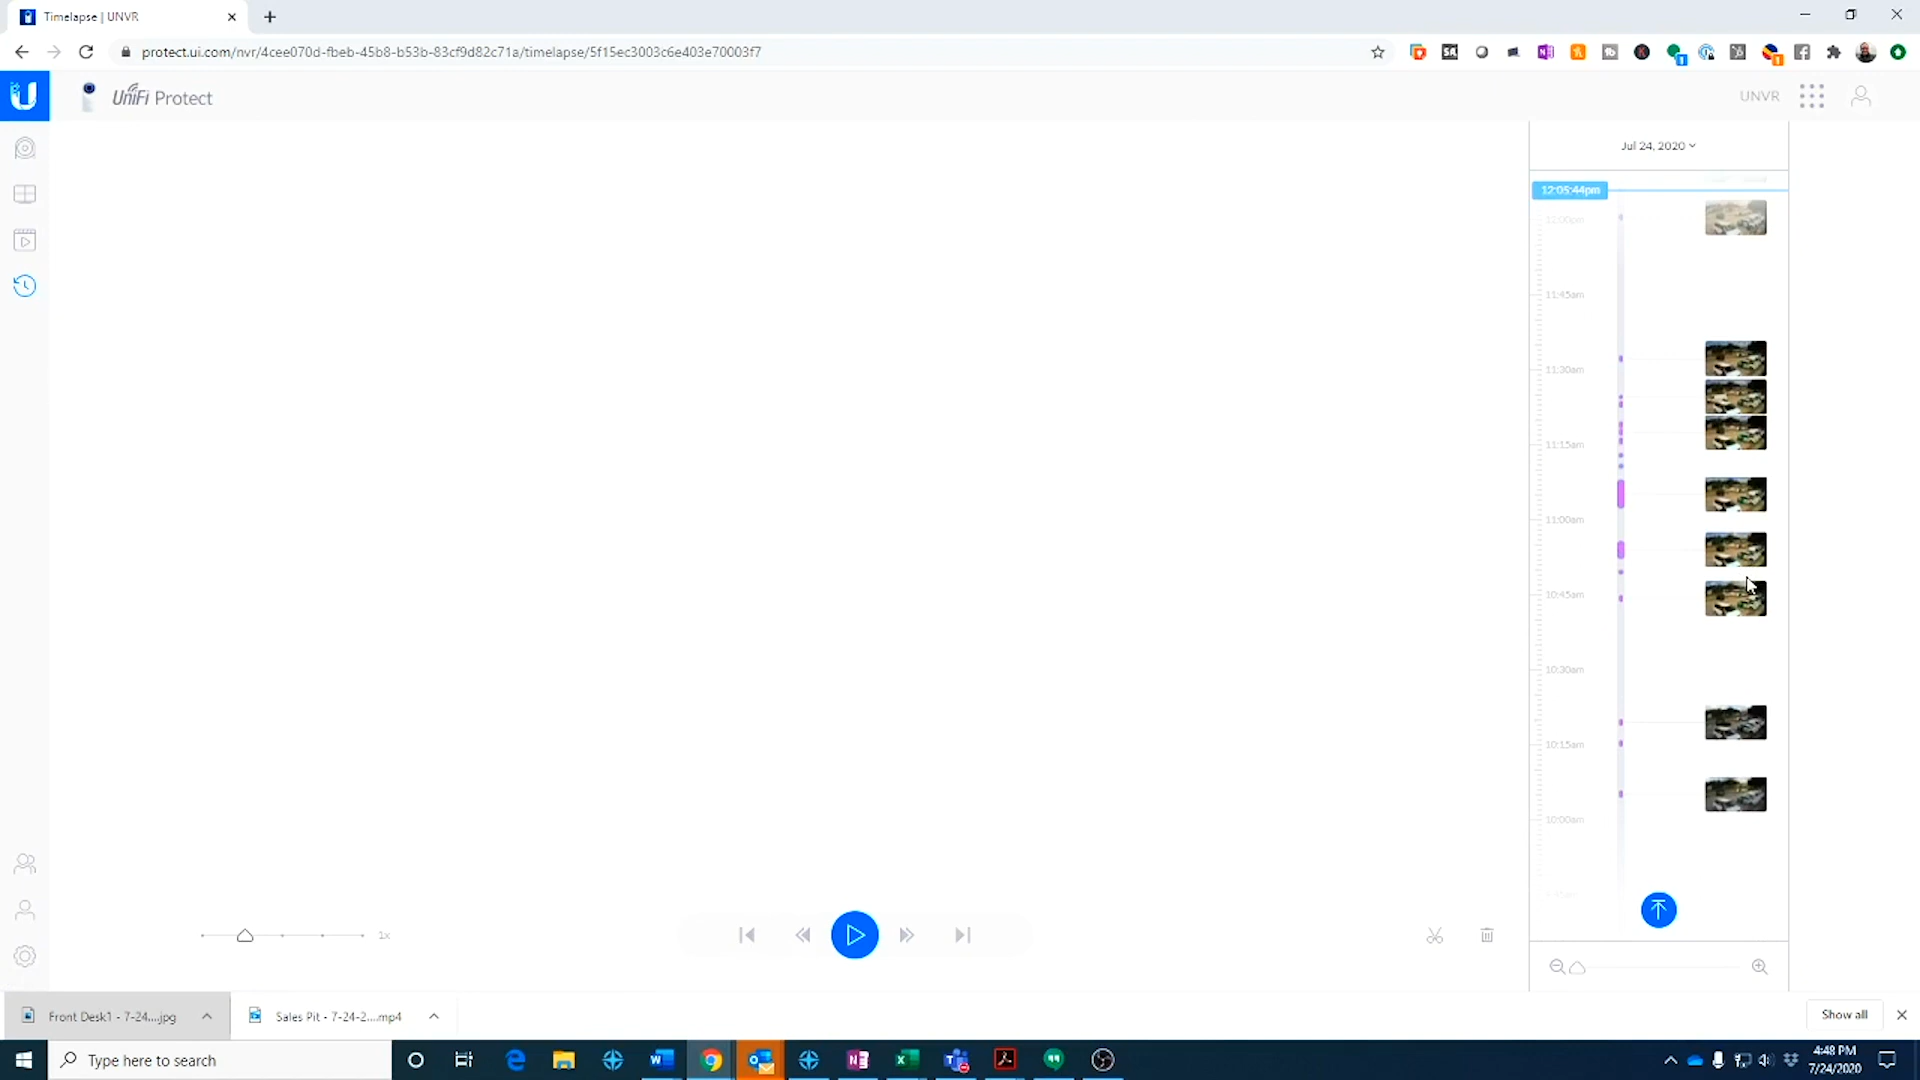 Timelapse | UNVR
protect.ui.com/nvr/4cee070d-fbeb-45b8-b53b-83cf9d82c71a/timelapse/5f15ec3003c6e403e70003f7
UniFi Protect
UNVR
Jul 24, 2020
12:05:44pm
12:00pm
11:45am
11:30am
11:15am
11:00am
10:45am
10:30am
10:15am
10:00am
1x
Front Desk1 - 7-24....jpg
Sales Pit - 7-24-2....mp4
Show all
Type here to search
4:48 PM
7/24/2020